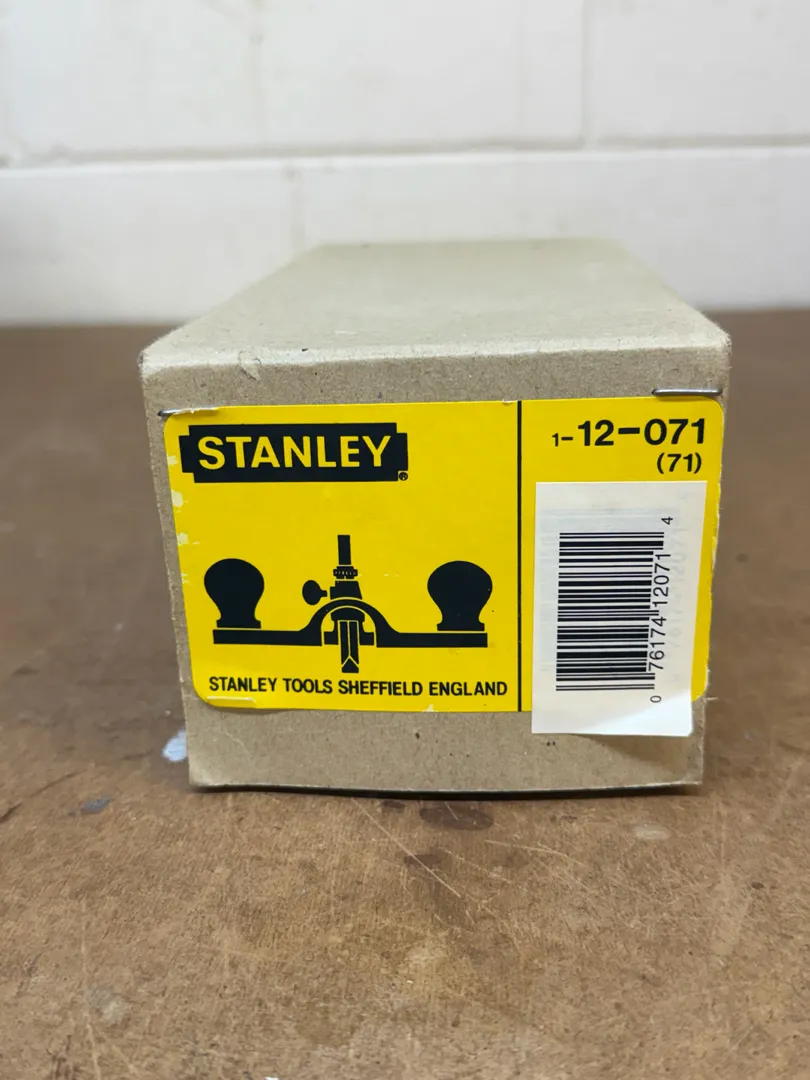 STANLEY®
1-12-071
(71)
0 76174 12071 4
STANLEY TOOLS SHEFFIELD ENGLAND